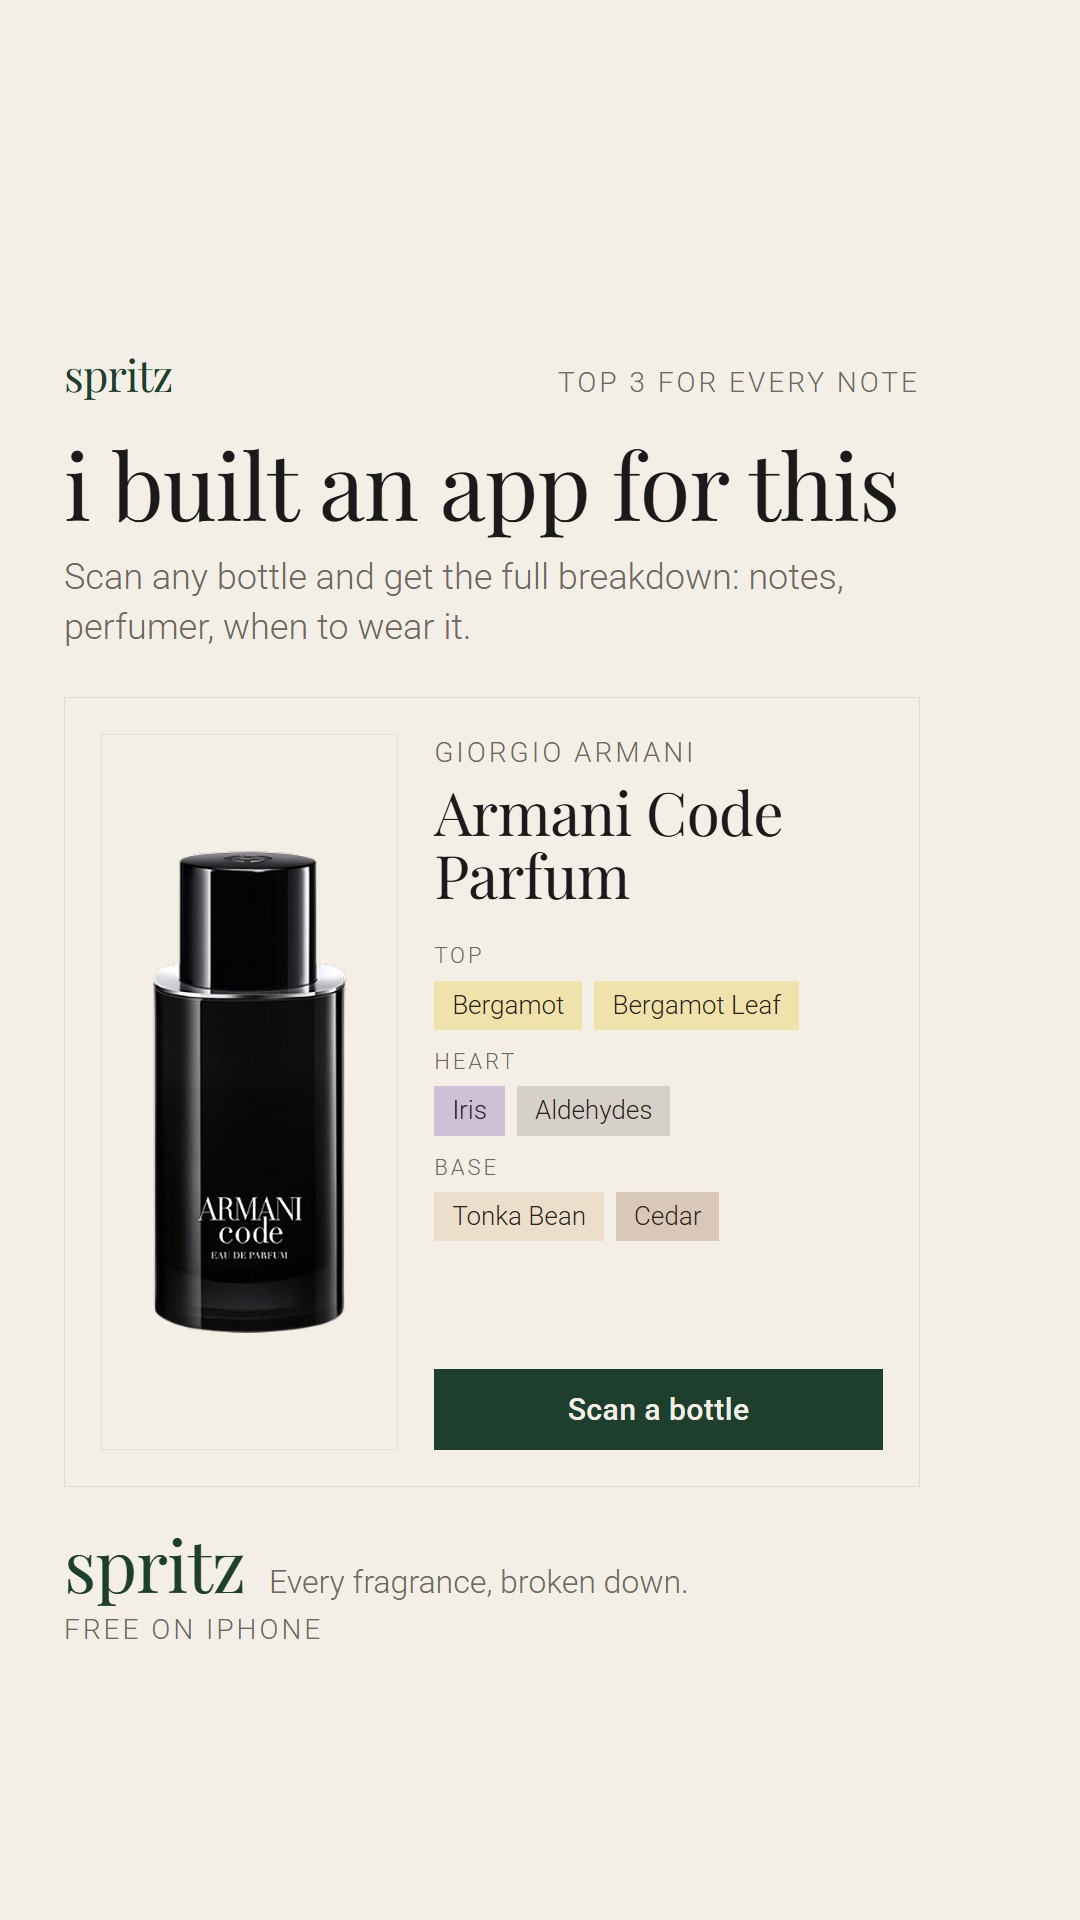 spritz
TOP 3 FOR EVERY NOTE
i built an app for this
Scan any bottle and get the full breakdown: notes,
perfumer, when to wear it.
GIORGIO ARMANI
Armani Code
Parfum
TOP
Bergamot Bergamot Leaf
HEART
Iris Aldehydes
BASE
Tonka Bean Cedar
ARMANI
code
EAU DE PARFUM
Scan a bottle
spritz Every fragrance, broken down.
FREE ON IPHONE